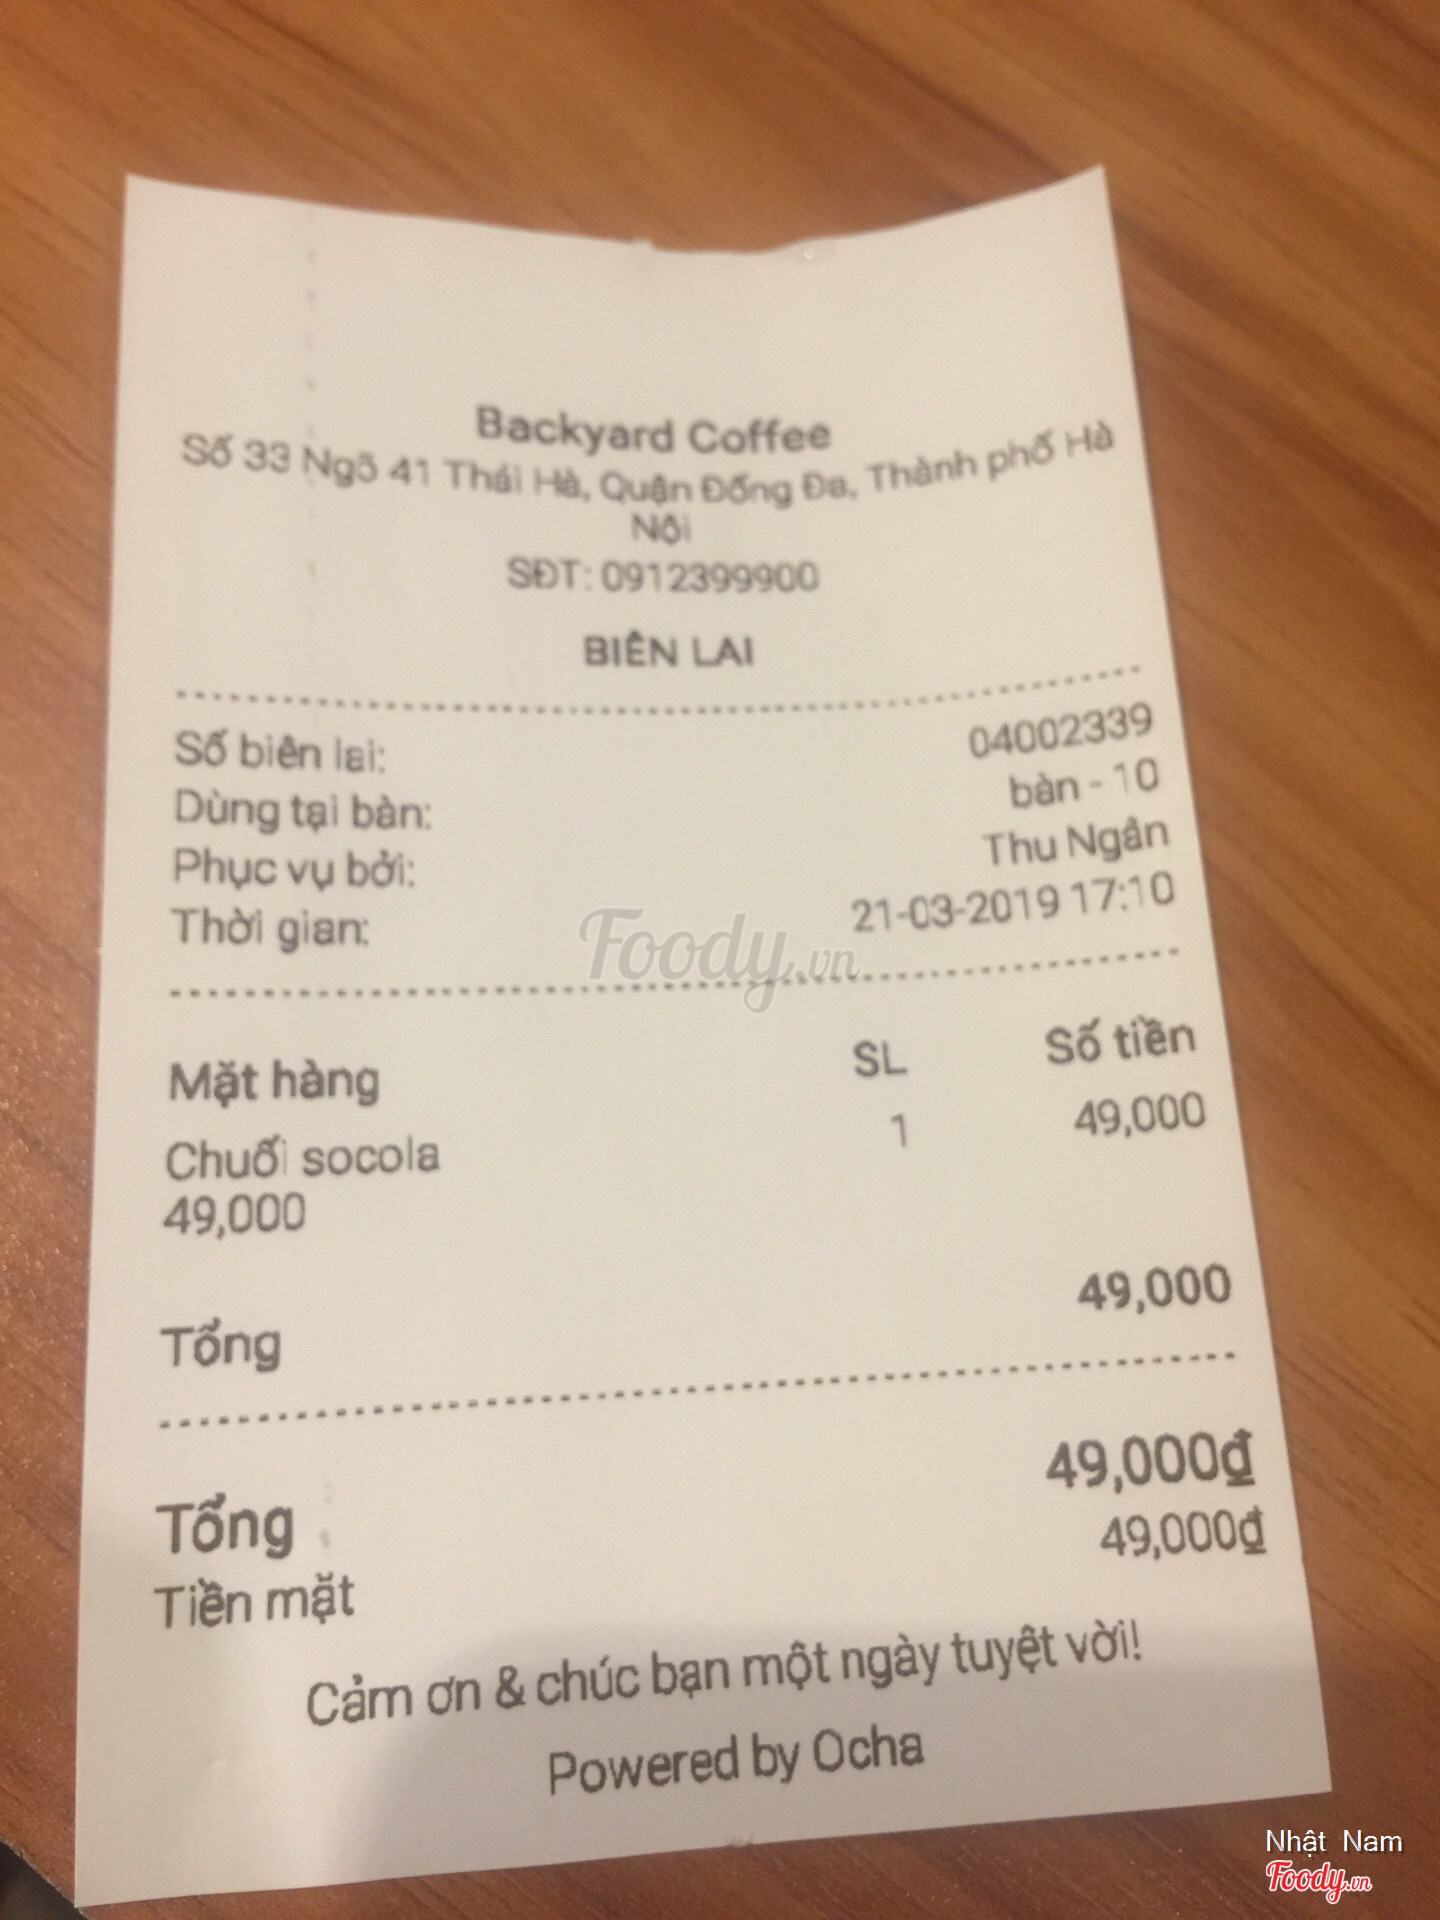 Backyard Coffee
Số 33 Ngõ 41 Thái Hà, Quận Đống Đa, Thành phố Hà
Nội
SĐT: 0912399900
BIÊN LAI
Số biên lai: 04002339
Dùng tại bàn: bàn - 10
Phục vụ bởi: Thu Ngân
Thời gian: 21-03-2019 17:10
Foody.vn
Mặt hàng SL Số tiền
Chuối socola 1 49,000
49,000
Tổng 49,000
Tổng 49,000₫
Tiền mặt 49,000₫
Cảm ơn & chúc bạn một ngày tuyệt vời!
Powered by Ocha
Nhật Nam
Foody.vn